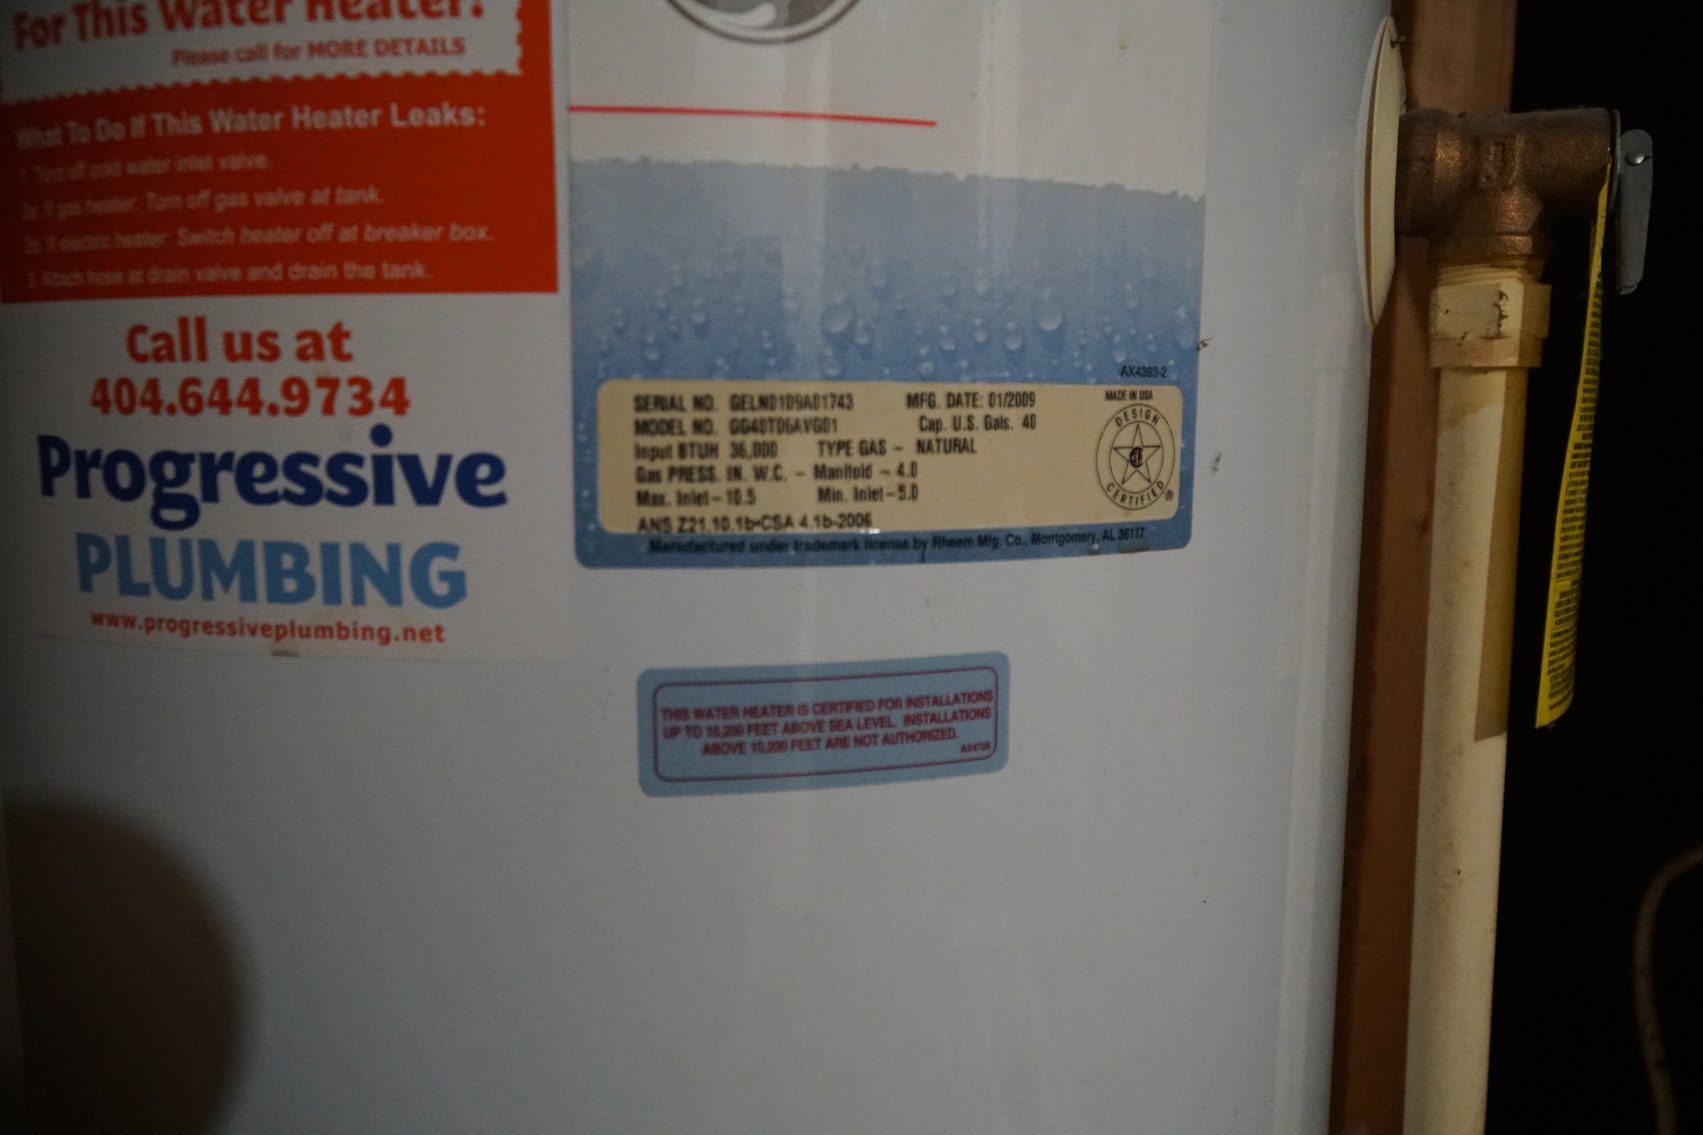 For This Water Heater!
Please call for MORE DETAILS
What To Do If This Water Heater Leaks:
1. Turn off cold water inlet valve.
2a. If gas heater: Turn off gas valve at tank.
2b. If electric heater: Switch heater off at breaker box.
3. Attach hose at drain valve and drain the tank.
Call us at
404.644.9734
Progressive
PLUMBING
www.progressiveplumbing.net
AX4393-2
SERIAL NO. GELN0109A01743 MFG. DATE: 01/2009
MODEL NO. GG40T06AVG01 Cap. U.S. Gals. 40
Input BTUH 36,000 TYPE GAS - NATURAL
Gas PRESS. IN. W.C. - Manifold - 4.0
Max. Inlet - 10.5 Min. Inlet - 5.0
ANS Z21.10.1b-CSA 4.1b-2006
MADE IN USA
DESIGN
CERTIFIED ®
Manufactured under trademark license by Rheem Mfg. Co., Montgomery, AL 36117
THIS WATER HEATER IS CERTIFIED FOR INSTALLATIONS
UP TO 10,200 FEET ABOVE SEA LEVEL. INSTALLATIONS
ABOVE 10,200 FEET ARE NOT AUTHORIZED.